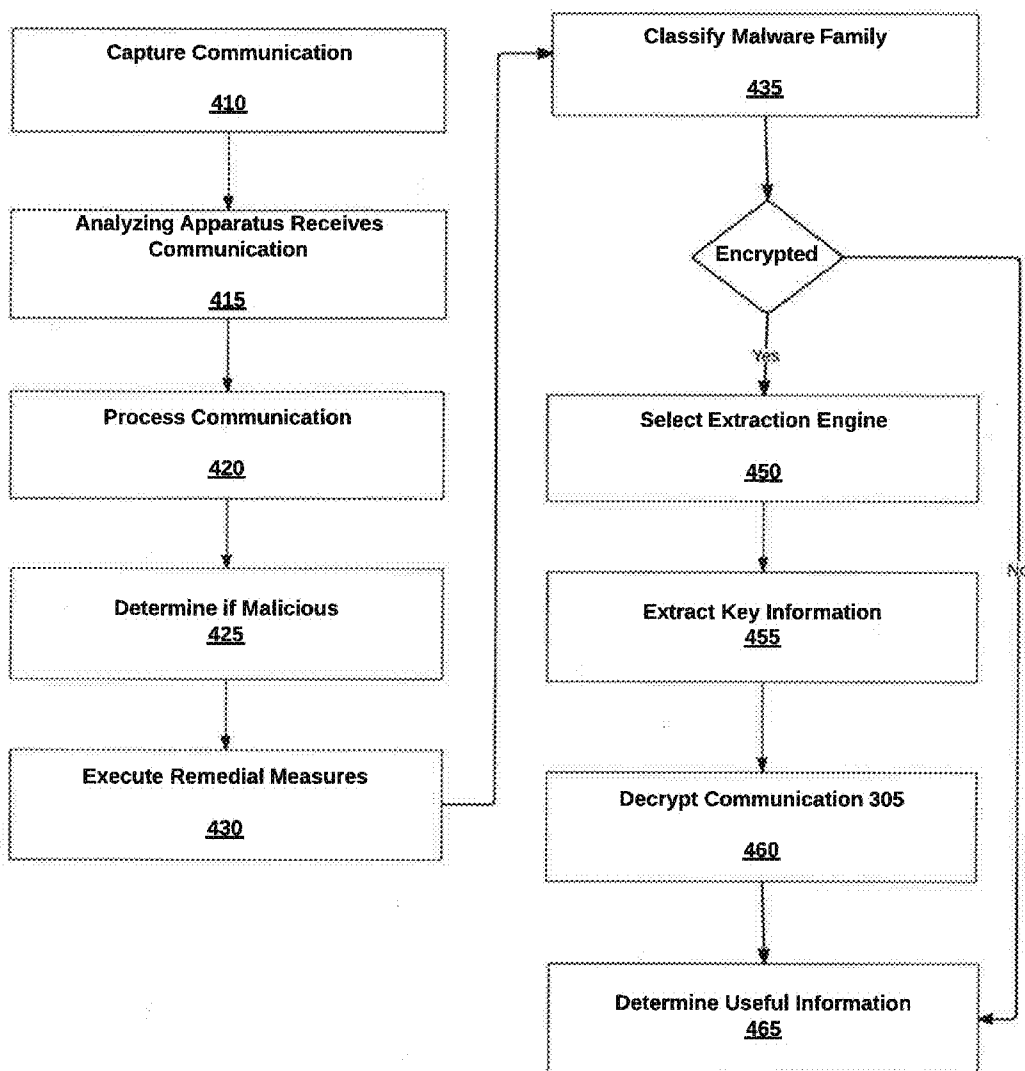 Capture Communication
410
Analyzing Apparatus Receives
Communication
415
Process Communication
420
Determine if Malicious
425
Execute Remedial Measures
430
Classify Malware Family
435
Encrypted
Yes
No
Select Extraction Engine
450
Extract Key Information
455
Decrypt Communication 305
460
Determine Useful Information
465